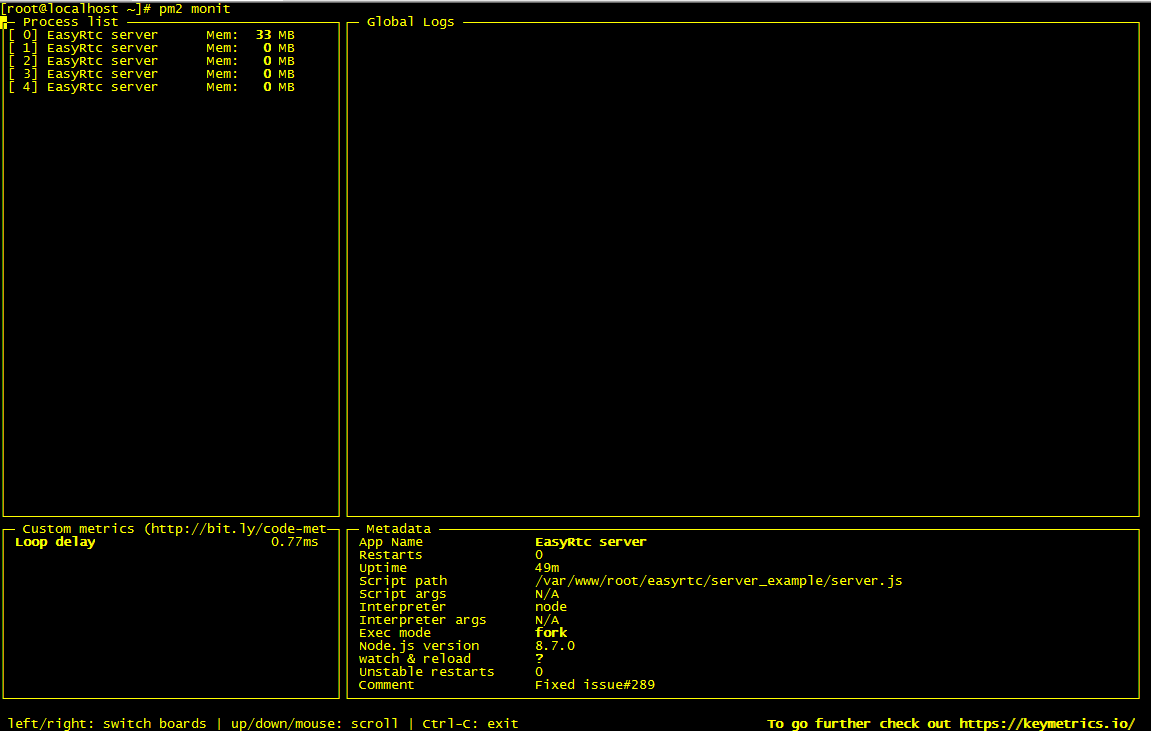 [root@localhost ~]# pm2 monit
Process list
[ 0] EasyRtc server Mem: 33 MB
[ 1] EasyRtc server Mem: 0 MB
[ 2] EasyRtc server Mem: 0 MB
[ 3] EasyRtc server Mem: 0 MB
[ 4] EasyRtc server Mem: 0 MB
Global Logs
Custom metrics (http://bit.ly/code-met
Loop delay 0.77ms
Metadata
App Name EasyRtc server
Restarts 0
Uptime 49m
Script path /var/www/root/easyrtc/server_example/server.js
Script args N/A
Interpreter node
Interpreter args N/A
Exec mode fork
Node.js version 8.7.0
watch & reload ?
Unstable restarts 0
Comment Fixed issue#289
left/right: switch boards | up/down/mouse: scroll | Ctrl-C: exit
To go further check out https://keymetrics.io/